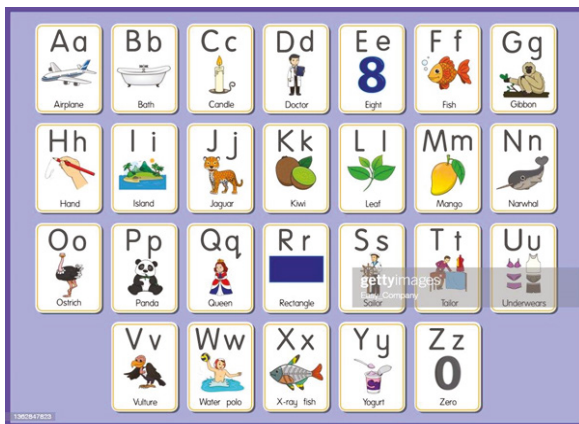 Aa Bb Cc Dd Ee Ff Gg
8
Airplane Bath Candle Doctor Eight Fish Gibbon
Hh Ii Jj Kk Ll Mm Nn
Hand Island Jaguar Kiwi Leaf Mango Narwhal
Oo Pp Qq Rr Ss Tt Uu
gettyimages
Ostrich Panda Queen Rectangle Sailor Tailor Underwears
Vv Ww Xx Yy Zz
0
Vulture Water polo X-ray fish Yogurt Zero